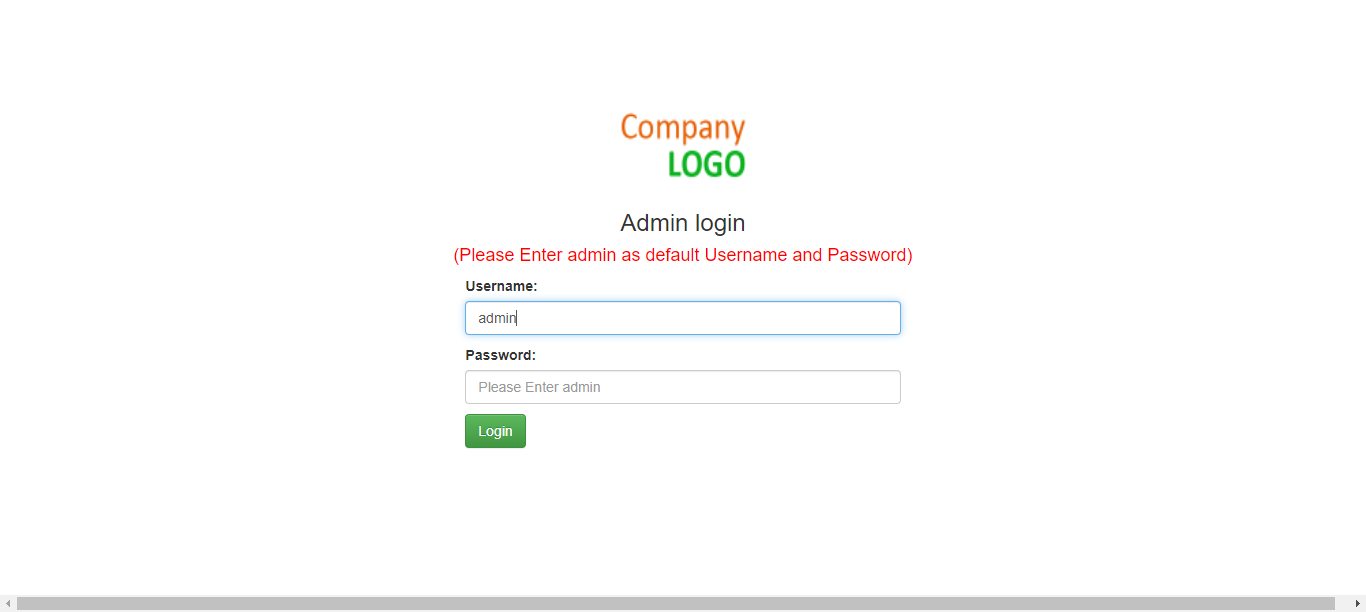 Company
LOGO
Admin login
(Please Enter admin as default Username and Password)
Username:
admin
Password:
Please Enter admin
Login